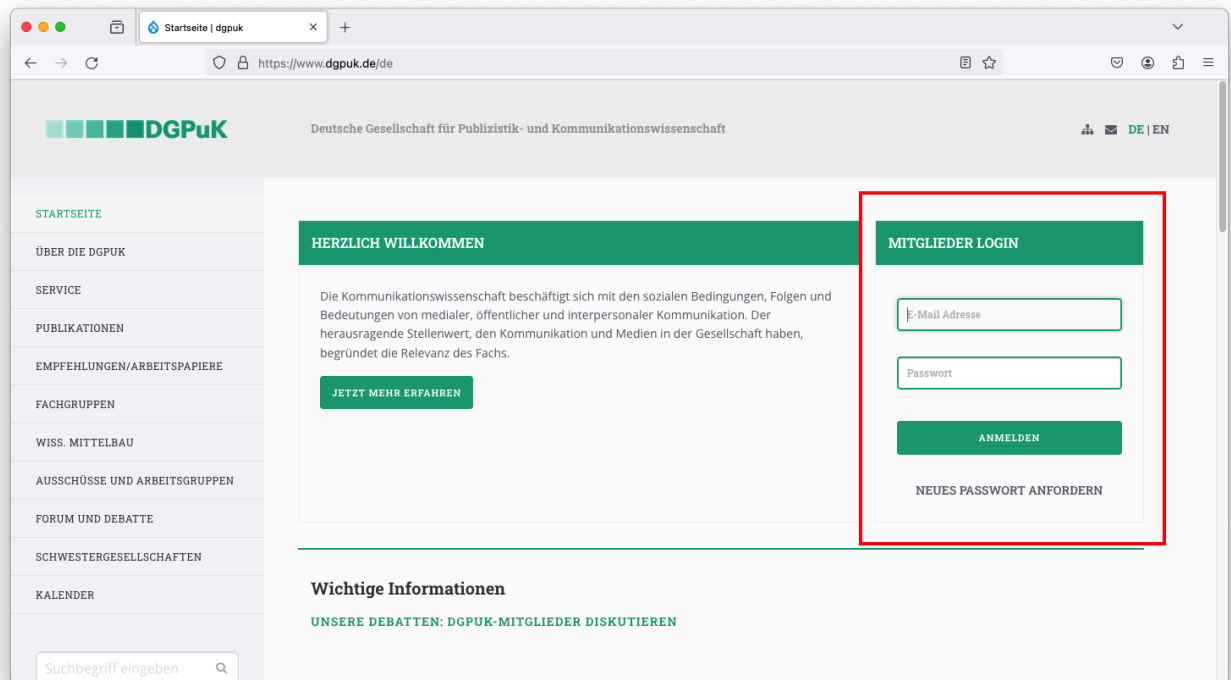 Startseite | dgpuk
https://www.dgpuk.de/de
DGPuK
Deutsche Gesellschaft für Publizistik- und Kommunikationswissenschaft
DE | EN
STARTSEITE
ÜBER DIE DGPUK
SERVICE
PUBLIKATIONEN
EMPFEHLUNGEN/ARBEITSPAPIERE
FACHGRUPPEN
WISS. MITTELBAU
AUSSCHÜSSE UND ARBEITSGRUPPEN
FORUM UND DEBATTE
SCHWESTERGESELLSCHAFTEN
KALENDER
Suchbegriff eingeben
HERZLICH WILLKOMMEN
Die Kommunikationswissenschaft beschäftigt sich mit den sozialen Bedingungen, Folgen und
Bedeutungen von medialer, öffentlicher und interpersonaler Kommunikation. Der
herausragende Stellenwert, den Kommunikation und Medien in der Gesellschaft haben,
begründet die Relevanz des Fachs.
JETZT MEHR ERFAHREN
MITGLIEDER LOGIN
E-Mail Adresse
Passwort
ANMELDEN
NEUES PASSWORT ANFORDERN
Wichtige Informationen
UNSERE DEBATTEN: DGPUK-MITGLIEDER DISKUTIEREN